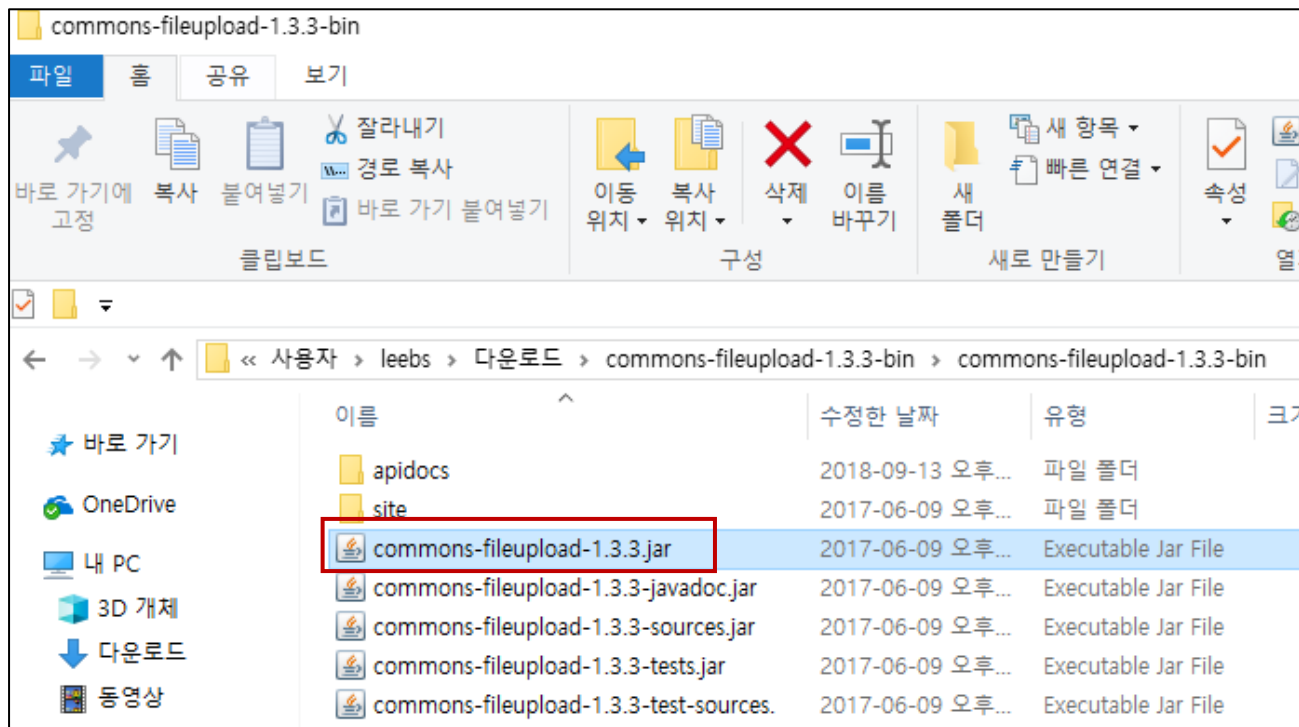 commons-fileupload-1.3.3-bin
파일 홈 공유 보기
잘라내기
새 항목
W... 경로 복사
빠른 연결
바로 가기에 고정
복사
붙여넣기
바로 가기 붙여넣기
이동 위치
복사 위치
삭제
이름 바꾸기
새 폴더
속성
클립보드 구성 새로 만들기 열
« 사용자 > leebs > 다운로드 > commons-fileupload-1.3.3-bin > commons-fileupload-1.3.3-bin
이름 수정한 날짜 유형
바로 가기
OneDrive
내 PC
3D 개체
다운로드
동영상
apidocs 2018-09-13 오후... 파일 폴더
site 2017-06-09 오후... 파일 폴더
commons-fileupload-1.3.3.jar 2017-06-09 오후... Executable Jar File
commons-fileupload-1.3.3-javadoc.jar 2017-06-09 오후... Executable Jar File
commons-fileupload-1.3.3-sources.jar 2017-06-09 오후... Executable Jar File
commons-fileupload-1.3.3-tests.jar 2017-06-09 오후... Executable Jar File
commons-fileupload-1.3.3-test-sources. 2017-06-09 오후... Executable Jar File